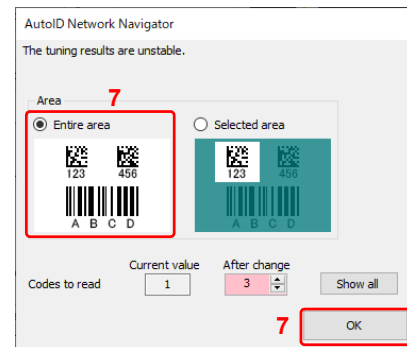 AutoID Network Navigator
The tuning results are unstable.
Area
7
Entire area
Selected area
123 456
A B C D
123 456
A B C D
Current value
After change
Codes to read
1
3
Show all
7
OK